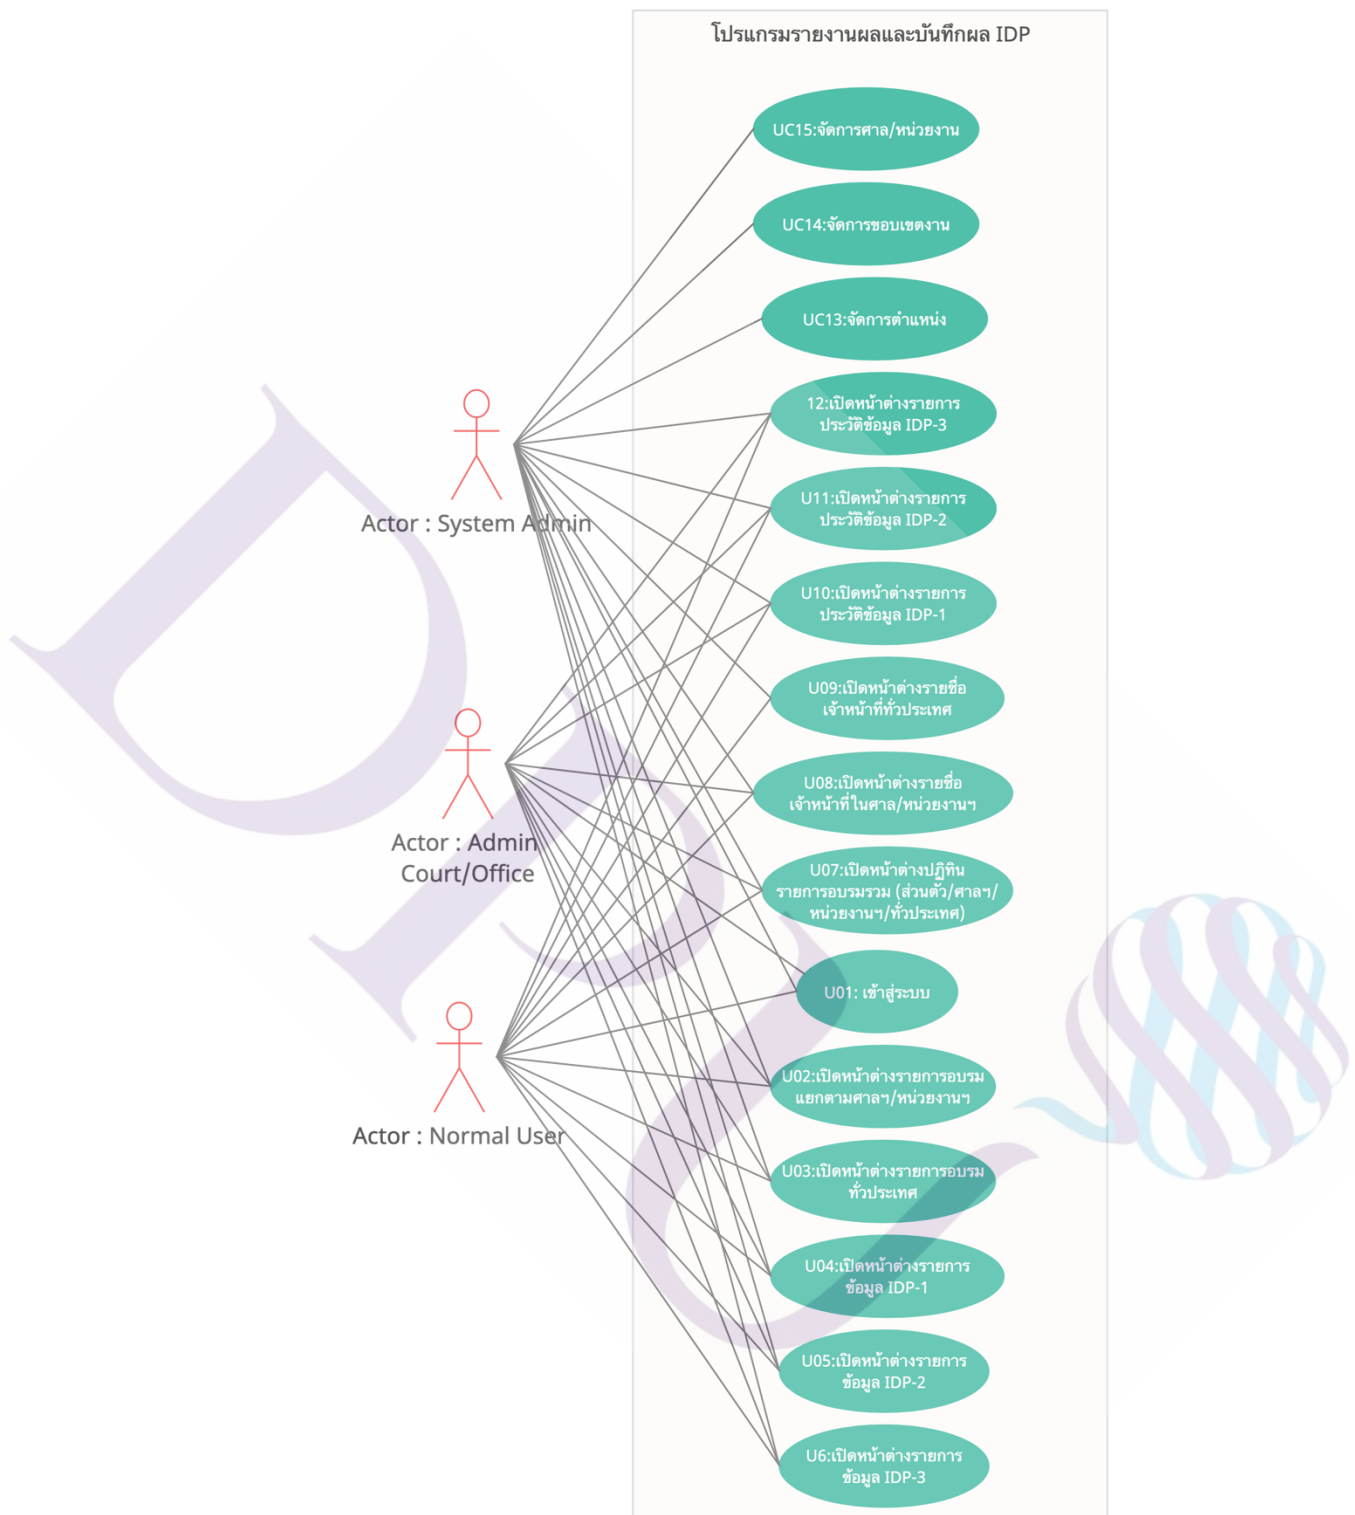 โปรแกรมรายงานผลและบันทึกผล IDP
UC15:จัดการศาล/หน่วยงาน
UC14:จัดการขอบเขตงาน
UC13:จัดการตำแหน่ง
12:เปิดหน้าต่างรายการ
ประวัติข้อมูล IDP-3
Actor : System Admin
U11:เปิดหน้าต่างรายการ
ประวัติข้อมูล IDP-2
U10:เปิดหน้าต่างรายการ
ประวัติข้อมูล IDP-1
U09:เปิดหน้าต่างรายชื่อ
เจ้าหน้าที่ทั่วประเทศ
U08:เปิดหน้าต่างรายชื่อ
เจ้าหน้าที่ในศาล/หน่วยงานฯ
Actor : Admin
Court/Office
U07:เปิดหน้าต่างปฏิทิน
รายการอบรมรวม (ส่วนตัว/ศาลฯ/
หน่วยงานฯ/ทั่วประเทศ)
U01: เข้าสู่ระบบ
U02:เปิดหน้าต่างรายการอบรม
แยกตามศาลฯ/หน่วยงานฯ
Actor : Normal User
U03:เปิดหน้าต่างรายการอบรม
ทั่วประเทศ
U04:เปิดหน้าต่างรายการ
ข้อมูล IDP-1
U05:เปิดหน้าต่างรายการ
ข้อมูล IDP-2
U6:เปิดหน้าต่างรายการ
ข้อมูล IDP-3
DPU